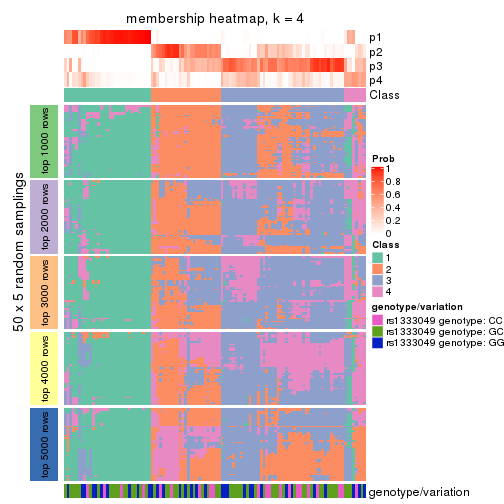 membership heatmap, k = 4
p1
p2
p3
p4
Class
50 x 5 random samplings
top 1000 rows
top 2000 rows
top 3000 rows
top 4000 rows
top 5000 rows
Prob
1
0.8
0.6
0.4
0.2
0
Class
1
2
3
4
genotype/variation
rs1333049 genotype: CC
rs1333049 genotype: GC
rs1333049 genotype: GG
genotype/variation